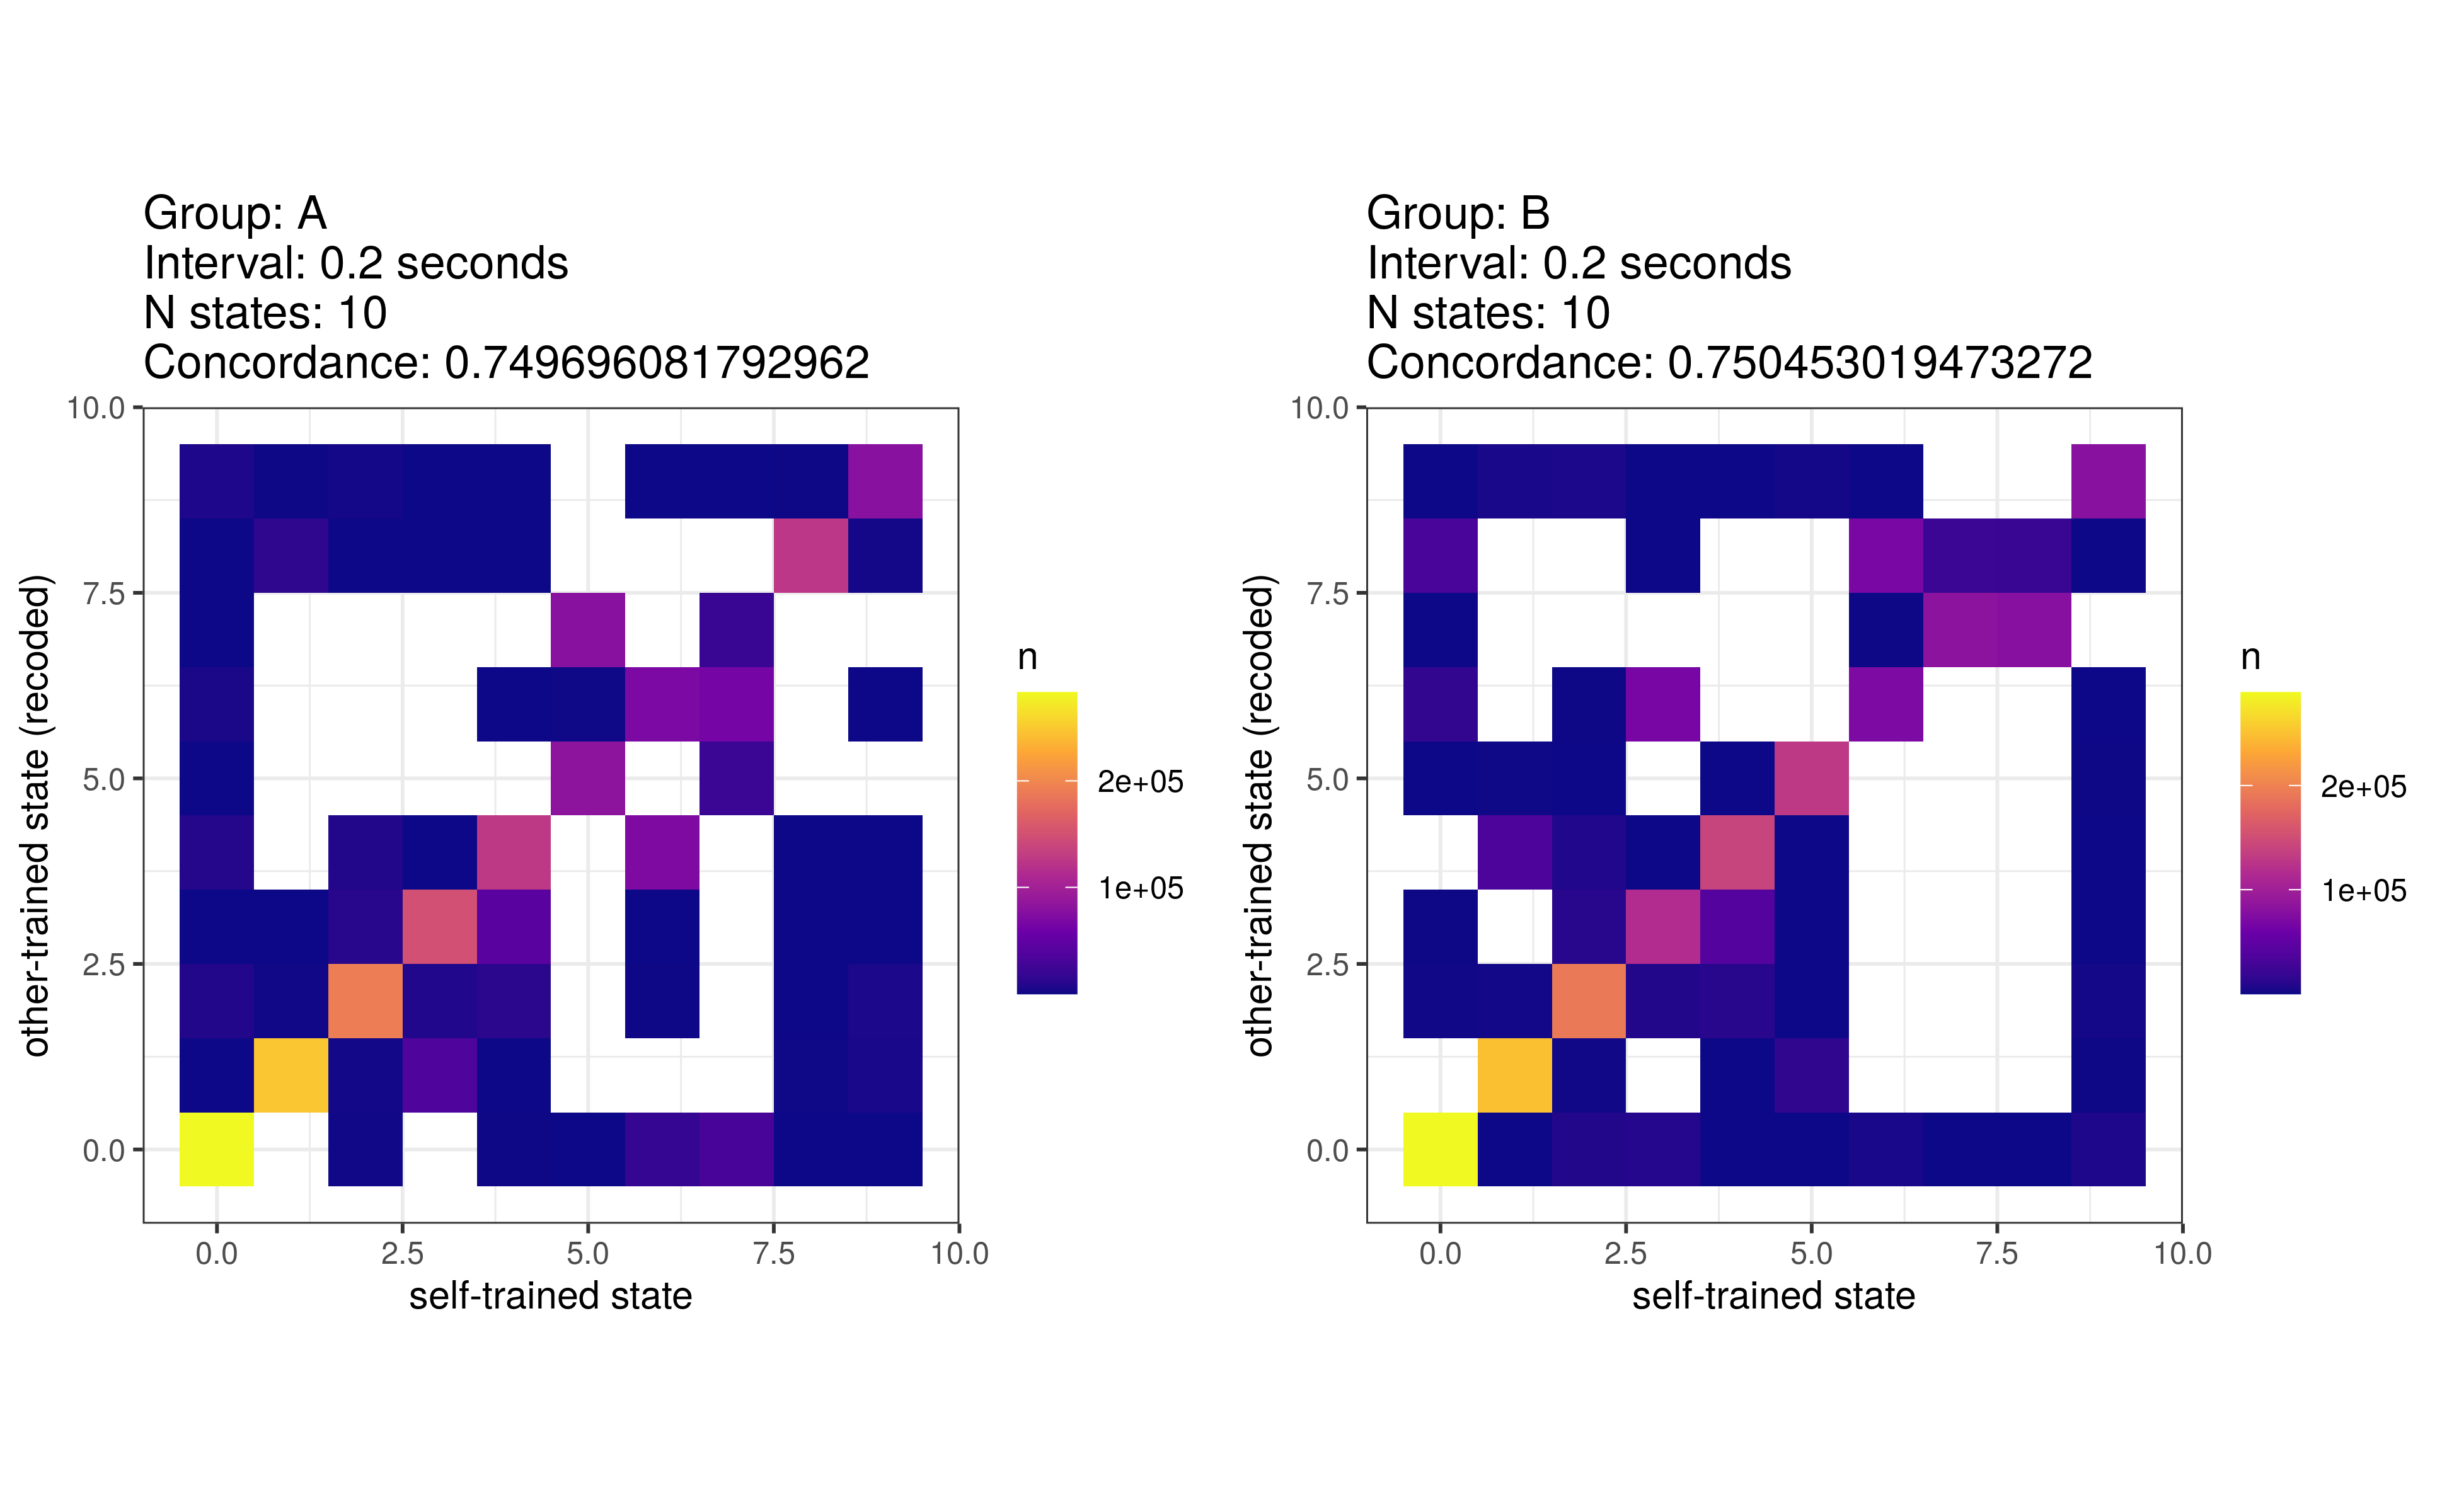 Group: A
Interval: 0.2 seconds
N states: 10
Concordance: 0.749696081792962
10.0
7.5
5.0
2.5
0.0
other-trained state (recoded)
0.0 2.5 5.0 7.5 10.0
self-trained state
n
2e+05
1e+05
Group: B
Interval: 0.2 seconds
N states: 10
Concordance: 0.750453019473272
10.0
7.5
5.0
2.5
0.0
other-trained state (recoded)
0.0 2.5 5.0 7.5 10.0
self-trained state
n
2e+05
1e+05